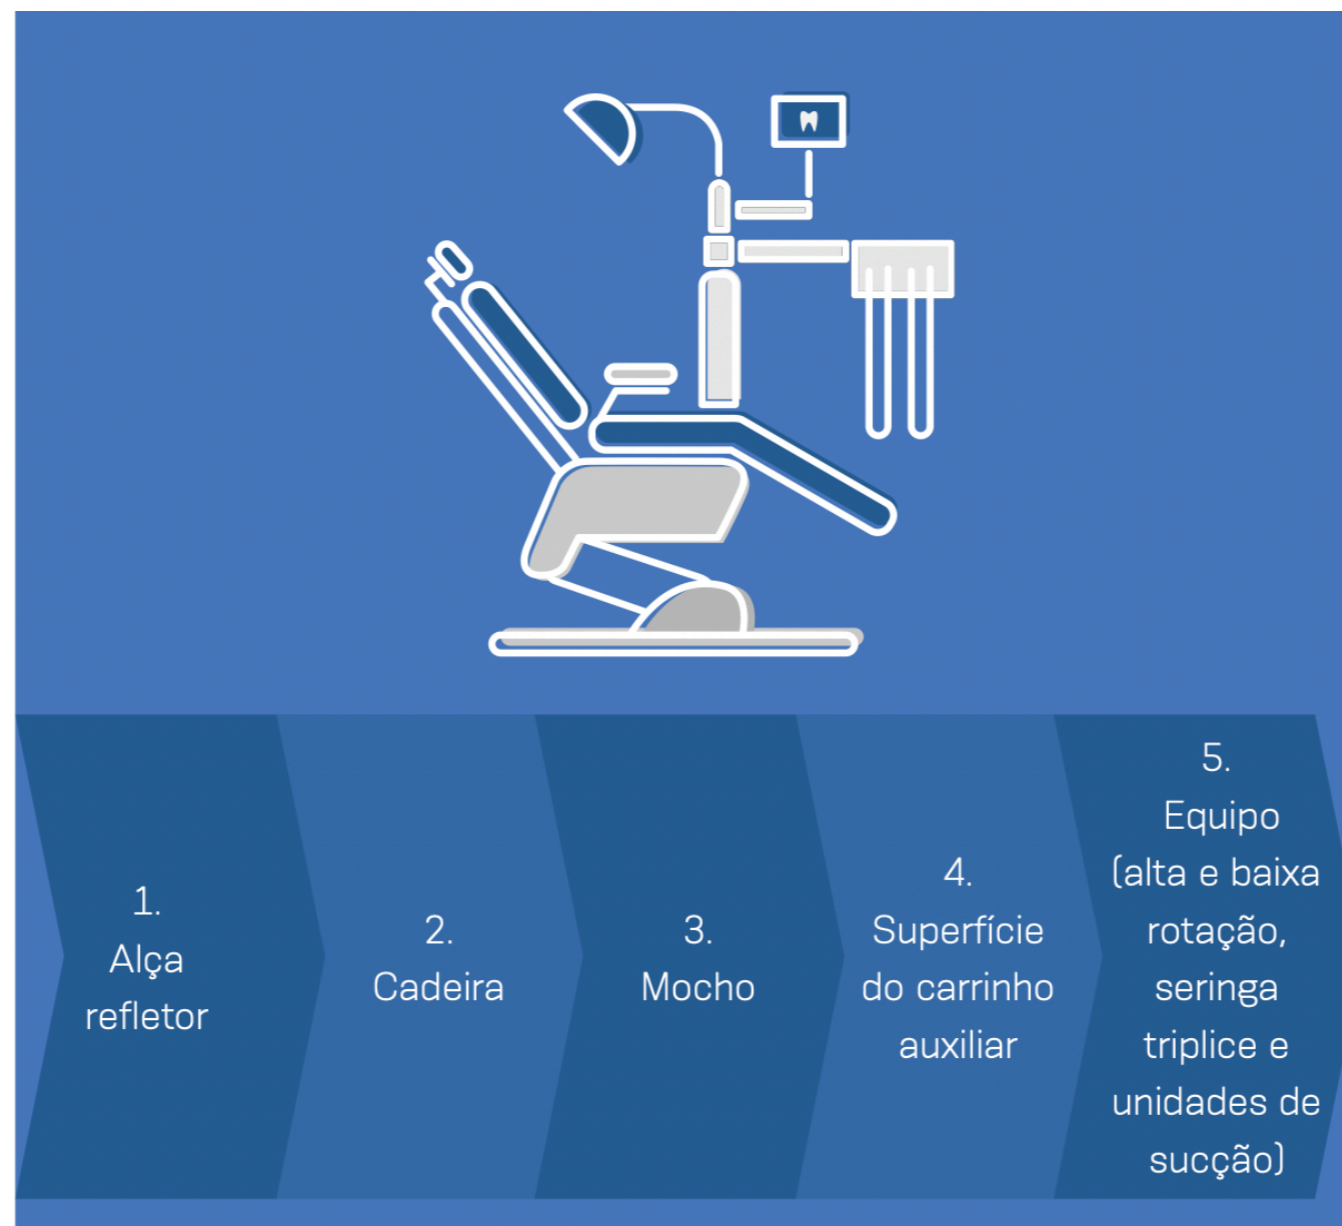 1.
Alça
refletor
2.
Cadeira
3.
Mocho
4.
Superfície
do carrinho
auxiliar
5.
Equipo
(alta e baixa
rotação,
seringa
triplice e
unidades de
sucção)